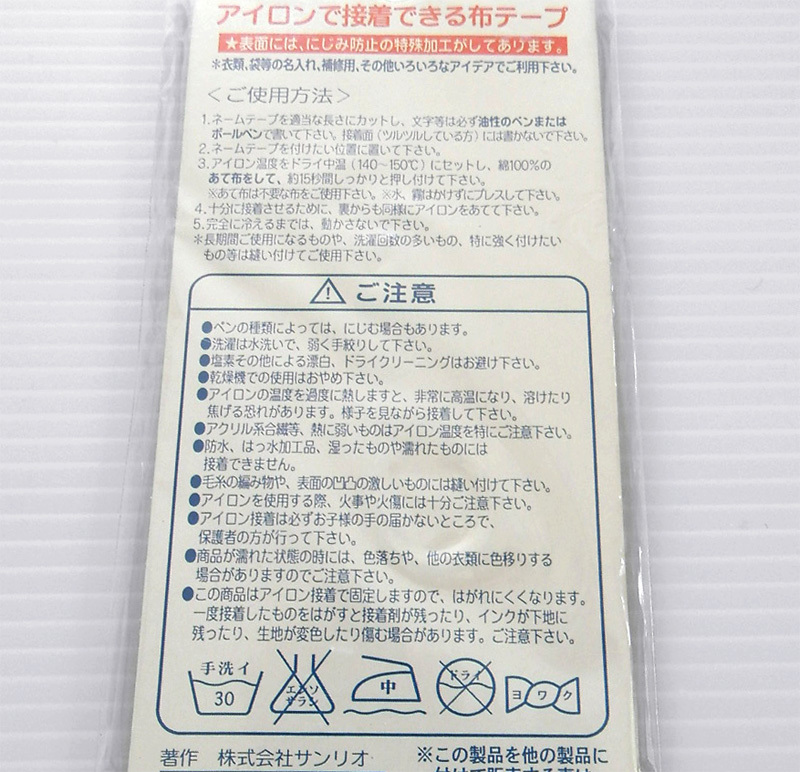 アイロンで接着できる布テープ
★表面には、にじみ防止の特殊加工がしてあります。
＊衣類、袋等の名入れ、補修用、その他いろいろなアイデアでご利用下さい。
＜ご使用方法＞
1.ネームテープを適当な長さにカットし、文字等は必ず油性のペンまたは
ボールペンで書いて下さい。接着面（ツルツルしている方）には書かないで下さい。
2.ネームテープを付けたい位置に置いて下さい。
3.アイロン温度をドライ中温（140～150℃）にセットし、綿100％の
あて布をして、約15秒間しっかりと押し付けて下さい。
※あて布は不要な布をご使用下さい。※水、霧はかけずにプレスして下さい。
4.十分に接着させるために、裏からも同様にアイロンをあてて下さい。
5.完全に冷えるまでは、動かさないで下さい。
＊長期間ご使用になるものや、洗濯回数の多いもの、特に強く付けたい
もの等は縫い付けてご使用下さい。
⚠ご注意
●ペンの種類によっては、にじむ場合もあります。
●洗濯は水洗いで、弱く手絞りして下さい。
●塩素その他による漂白、ドライクリーニングはお避け下さい。
●乾燥機での使用はおやめ下さい。
●アイロンの温度を過度に熱しますと、非常に高温になり、溶けたり
焦げる恐れがあります。様子を見ながら接着して下さい。
●アクリル系合繊等、熱に弱いものはアイロン温度を特にご注意下さい。
●防水、はっ水加工品、湿ったものや濡れたものには
接着できません。
●毛糸の編み物や、表面の凹凸の激しいものには縫い付けて下さい。
●アイロンを使用する際、火事や火傷には十分ご注意下さい。
●アイロン接着は必ずお子様の手の届かないところで、
保護者の方が行って下さい。
●商品が濡れた状態の時には、色落ちや、他の衣類に色移りする
場合がありますのでご注意下さい。
●この商品はアイロン接着で固定しますので、はがれにくくなります。
一度接着したものをはがすと接着剤が残ったり、インクが下地に
残ったり、生地が変色したり傷む場合があります。ご注意下さい。
手洗イ
30
エンソ
サラシ
中
ドライ
ヨワク
著作 株式会社サンリオ
※この製品を他の製品に